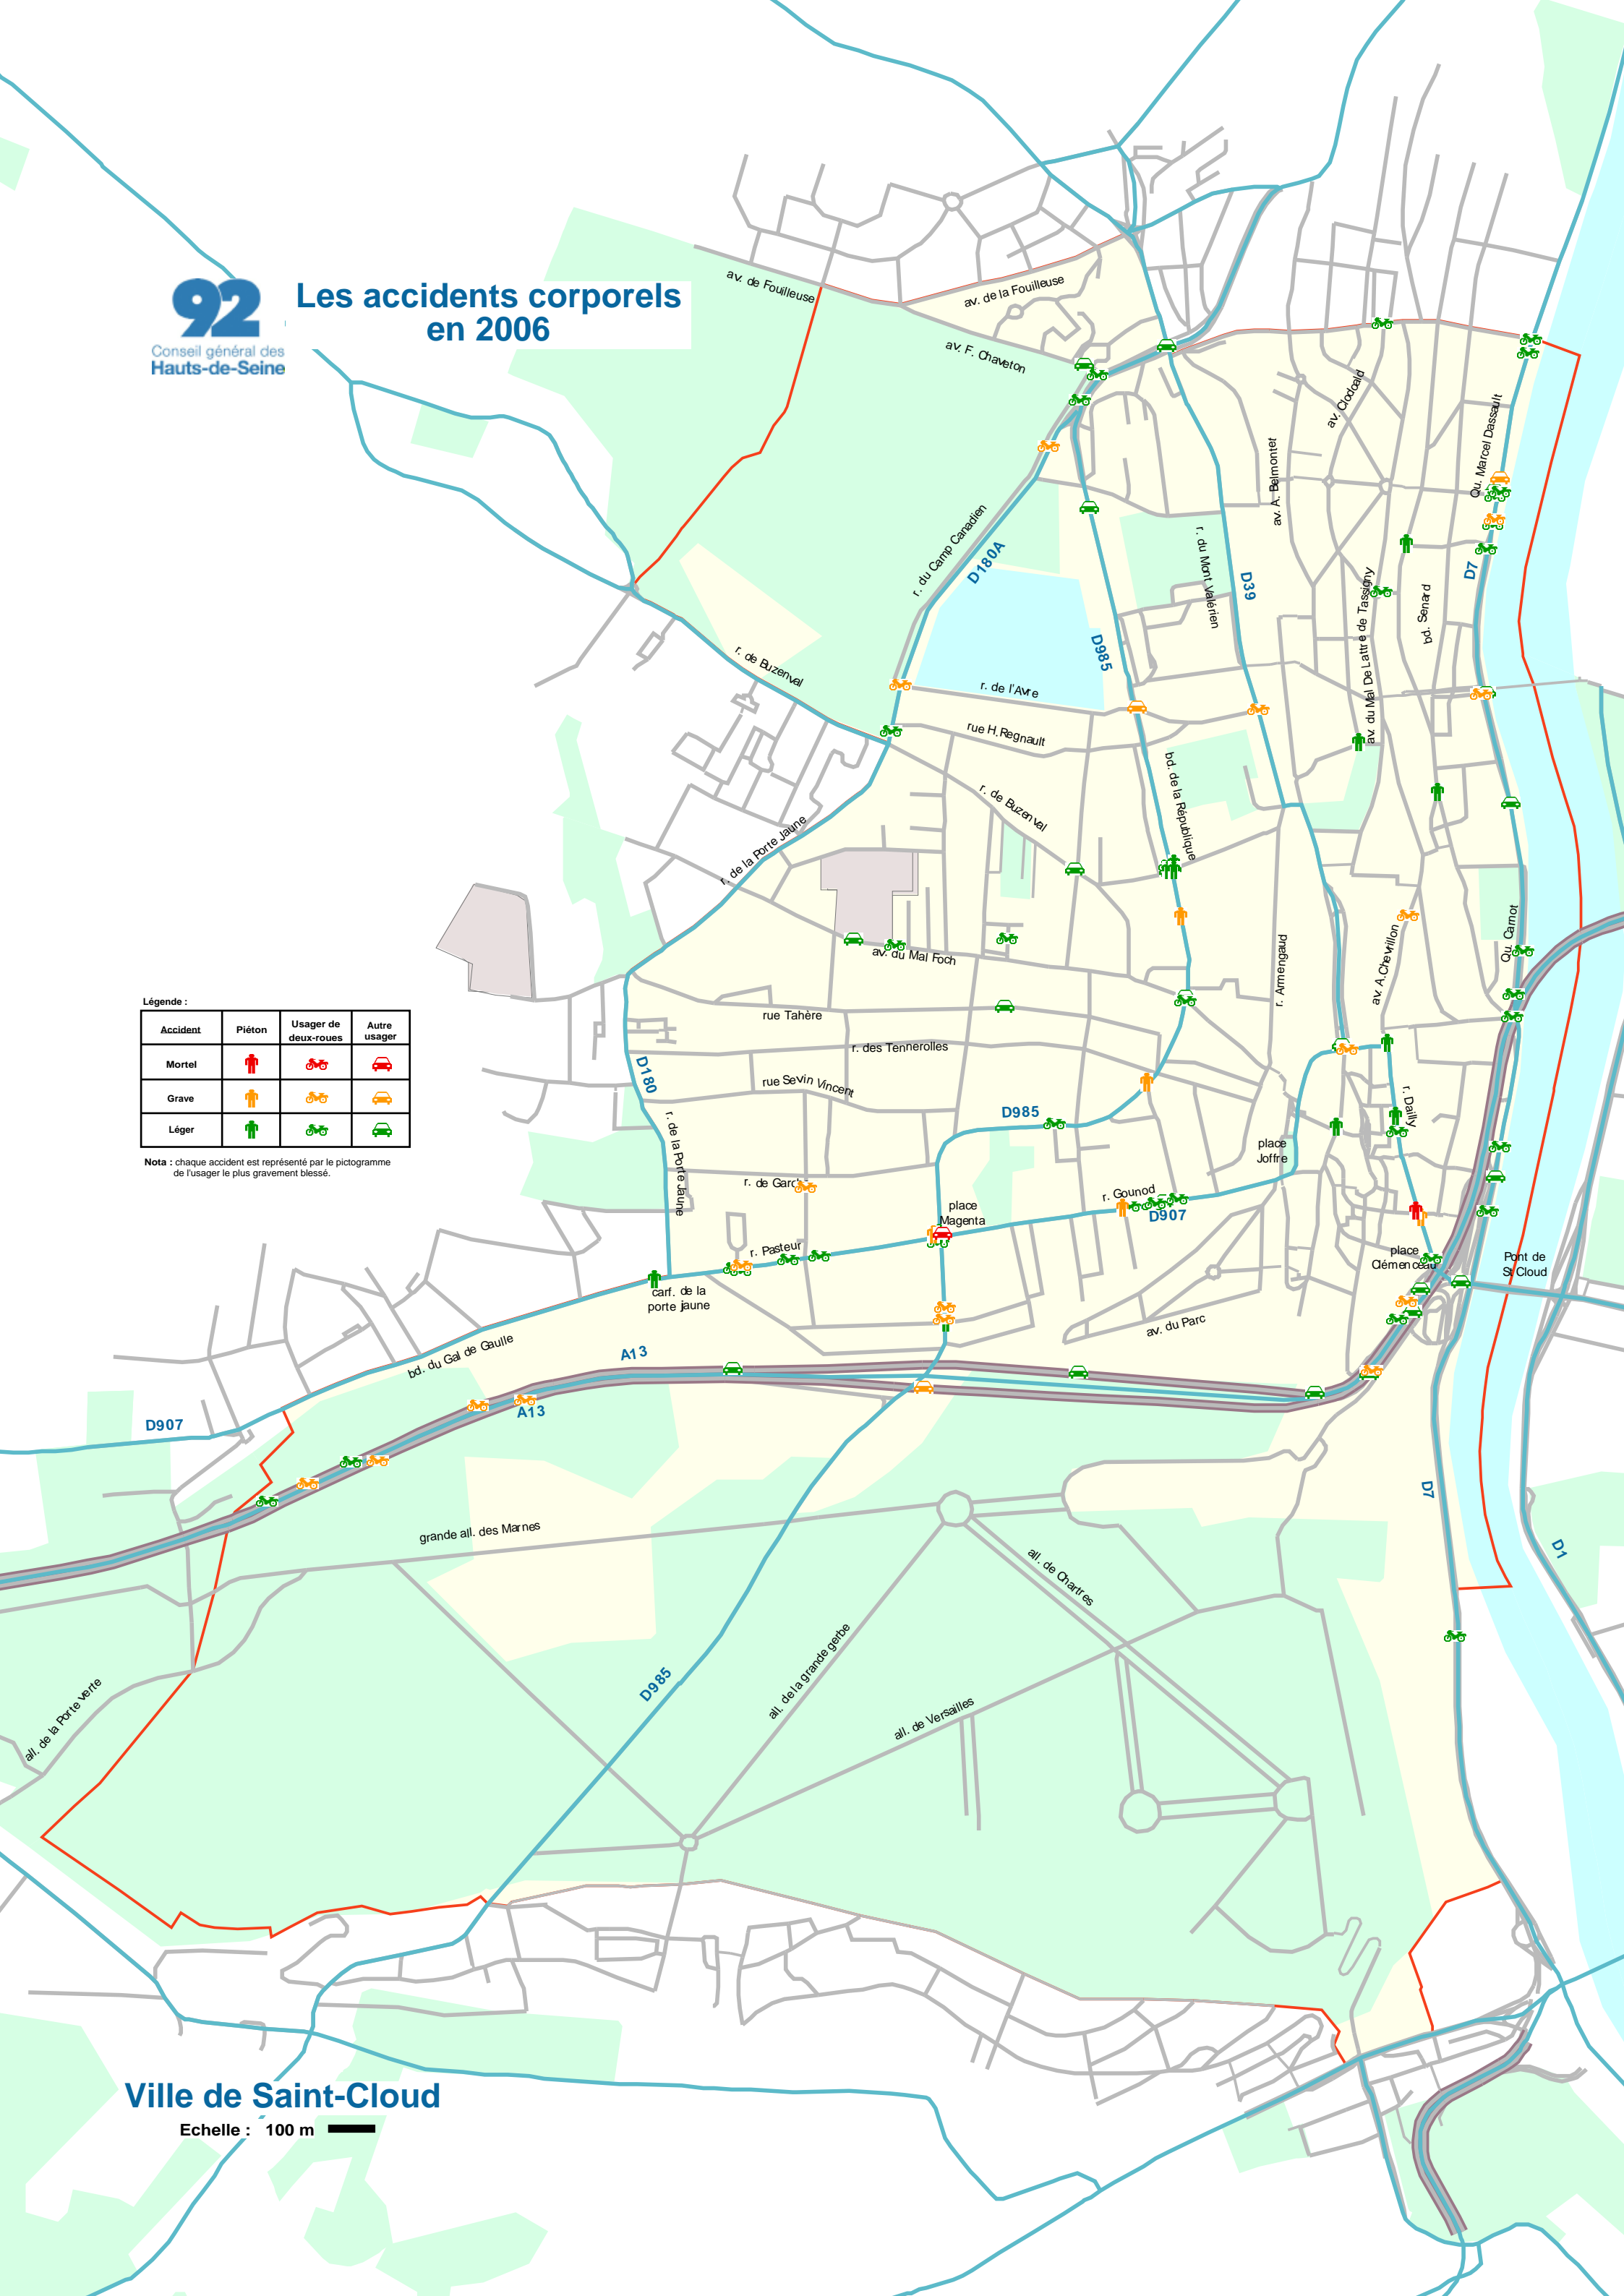 92
Conseil général des
Hauts-de-Seine
Les accidents corporels
en 2006
av. de Fouilleuse
av. de la Fouilleuse
av. F. Chaveton
av. Clodoald
Qu. Marcel Dassault
av. A. Belmontet
r. du Camp Canadien
D180A
r. du Mont Valérien
D39
D7
av. du Mal De Lattre de Tassigny
bd. Senard
D985
r. de Buzenval
r. de l'Avre
rue H. Regnault
bd. de la République
r. de Buzenval
r. de la Porte Jaune
Qu. Carnot
av. A.Chevrillon
r. Armengaud
av. du Mal Foch
rue Tahère
r. des Tennerolles
D180
rue Sevin Vincent
Légende :
Accident
Piéton
Usager de
deux-roues
Autre
usager
Mortel
Grave
Léger
Nota : chaque accident est représenté par le pictogramme
de l'usager le plus gravement blessé.
D985
r. Dailly
r. de la Porte Jaune
place
Joffre
r. de
r. Gounod
D907
place
Magenta
r. Pasteur
place
Clémenceau
Pont de
St Cloud
carf. de la
porte jaune
av. du Parc
bd. du Gal de Gaulle
A13
A13
D907
D7
grande all. des Marnes
all. de Chartres
D1
all. de la grande gerbe
D985
all. de la Porte verte
all. de Versailles
Ville de Saint-Cloud
Echelle : 100 m